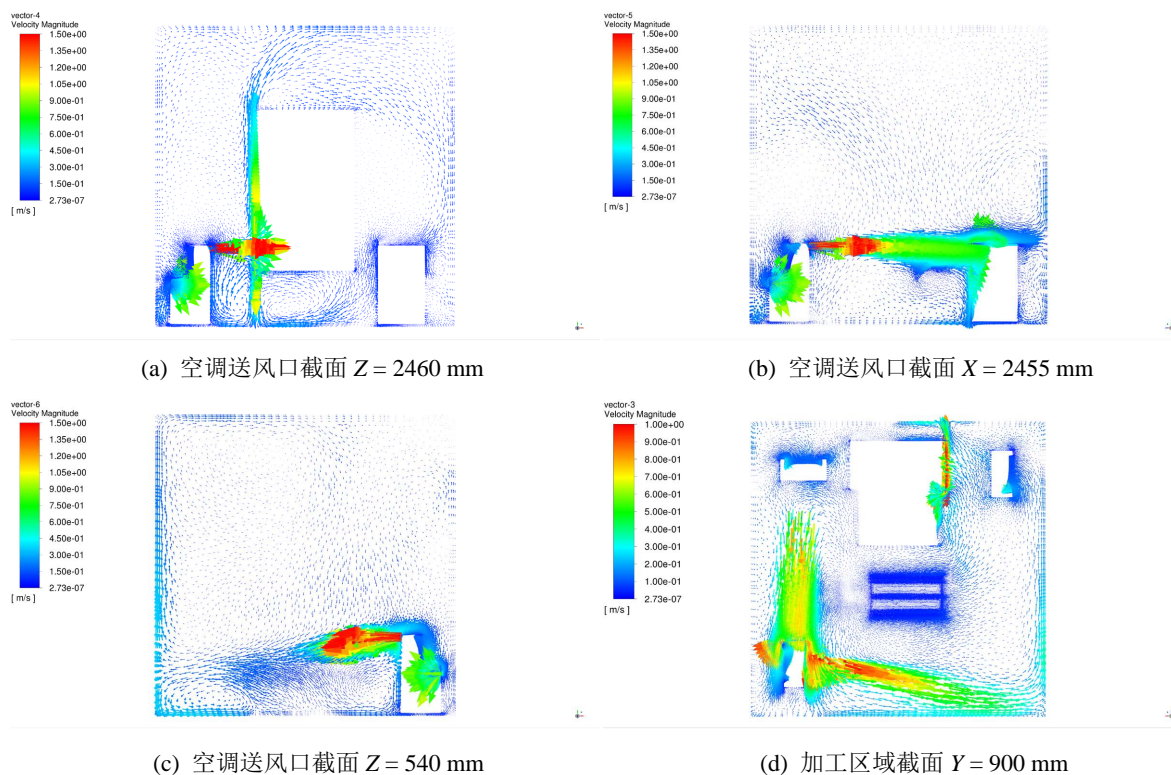 vector-4
Velocity Magnitude
1.50e+00
1.35e+00
1.20e+00
1.05e+00
9.00e-01
7.50e-01
6.00e-01
4.50e-01
3.00e-01
1.50e-01
2.73e-07
[ m/s ]
(a) 空调送风口截面 Z = 2460 mm
vector-5
Velocity Magnitude
1.50e+00
1.35e+00
1.20e+00
1.05e+00
9.00e-01
7.50e-01
6.00e-01
4.50e-01
3.00e-01
1.50e-01
2.73e-07
[ m/s ]
(b) 空调送风口截面 X = 2455 mm
vector-6
Velocity Magnitude
1.50e+00
1.35e+00
1.20e+00
1.05e+00
9.00e-01
7.50e-01
6.00e-01
4.50e-01
3.00e-01
1.50e-01
2.73e-07
[ m/s ]
(c) 空调送风口截面 Z = 540 mm
vector-3
Velocity Magnitude
1.00e+00
9.00e-01
8.00e-01
7.00e-01
6.00e-01
5.00e-01
4.00e-01
3.00e-01
2.00e-01
1.00e-01
2.73e-07
[ m/s ]
(d) 加工区域截面 Y = 900 mm